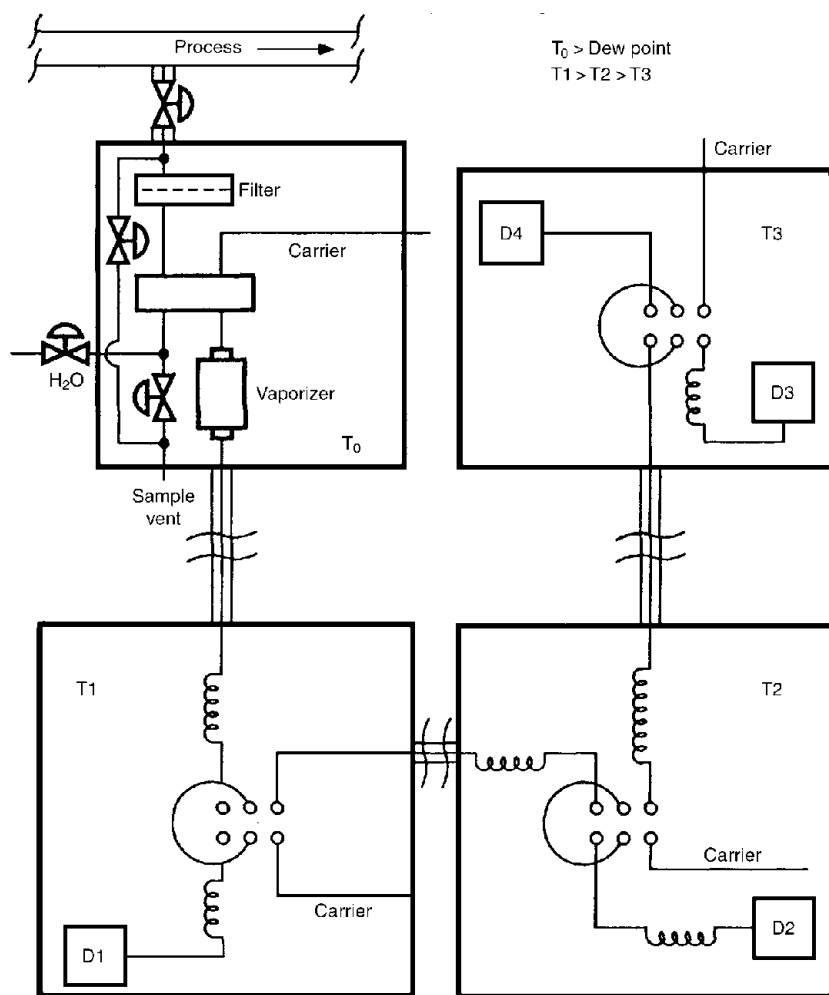 Process
T₀ > Dew point
T1 > T2 > T3
Filter
Carrier
H₂O
Vaporizer
T₀
Sample
vent
Carrier
D4
T3
D3
T1
Carrier
D1
T2
Carrier
D2